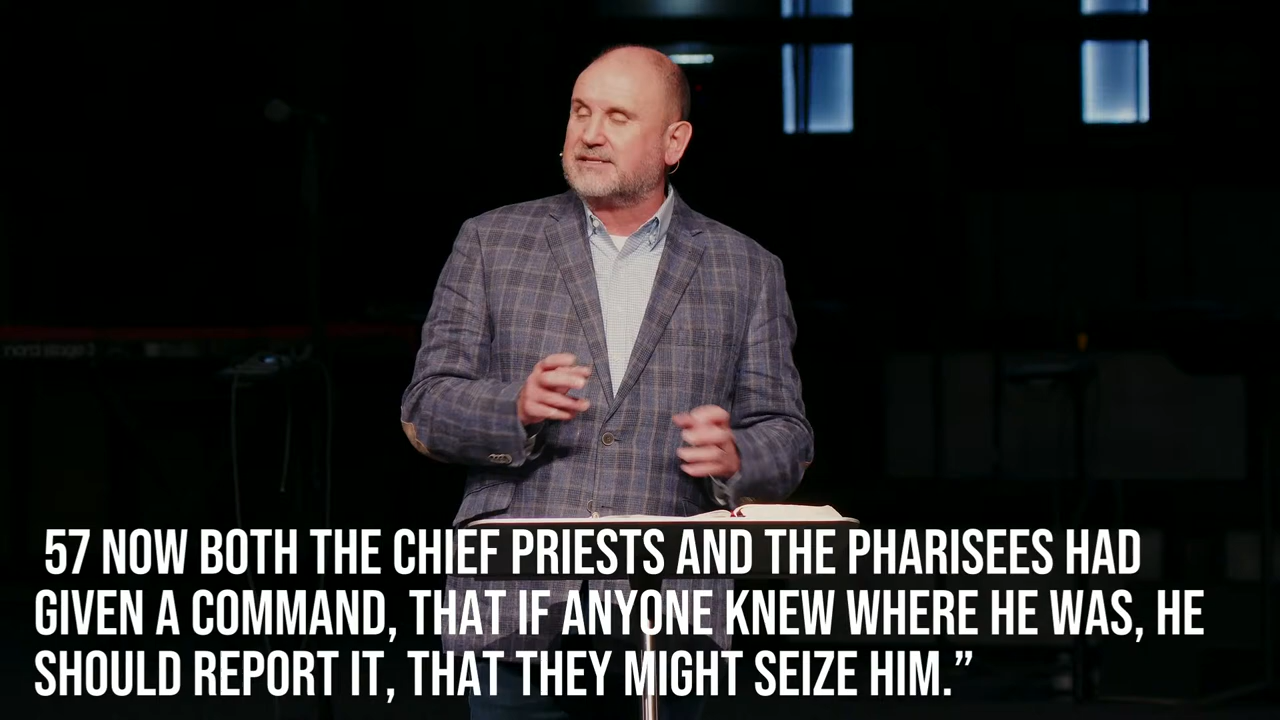 57 NOW BOTH THE CHIEF PRIESTS AND THE PHARISEES HAD
GIVEN A COMMAND, THAT IF ANYONE KNEW WHERE HE WAS, HE
SHOULD REPORT IT, THAT THEY MIGHT SEIZE HIM.”